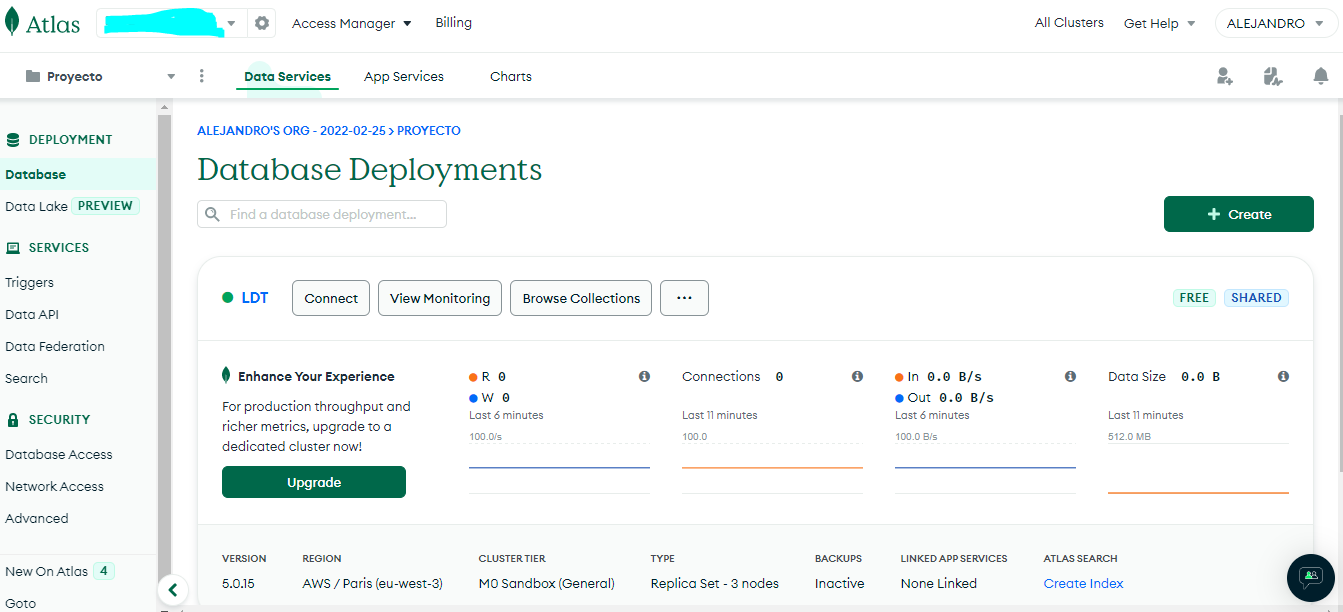 Atlas
Access Manager
Billing
All Clusters
Get Help
ALEJANDRO
Proyecto
Data Services
App Services
Charts
DEPLOYMENT
Database
Data Lake PREVIEW
SERVICES
Triggers
Data API
Data Federation
Search
SECURITY
Database Access
Network Access
Advanced
New On Atlas 4
Goto
ALEJANDRO'S ORG - 2022-02-25 > PROYECTO
Database Deployments
Find a database deployment...
+ Create
LDT
Connect
View Monitoring
Browse Collections
...
FREE
SHARED
Enhance Your Experience
For production throughput and
richer metrics, upgrade to a
dedicated cluster now!
Upgrade
R 0
W 0
Last 6 minutes
100.0/s
Connections 0
Last 11 minutes
100.0
In 0.0 B/s
Out 0.0 B/s
Last 6 minutes
100.0 B/s
Data Size 0.0 B
Last 11 minutes
512.0 MB
VERSION
5.0.15
REGION
AWS / Paris (eu-west-3)
CLUSTER TIER
M0 Sandbox (General)
TYPE
Replica Set - 3 nodes
BACKUPS
Inactive
LINKED APP SERVICES
None Linked
ATLAS SEARCH
Create Index